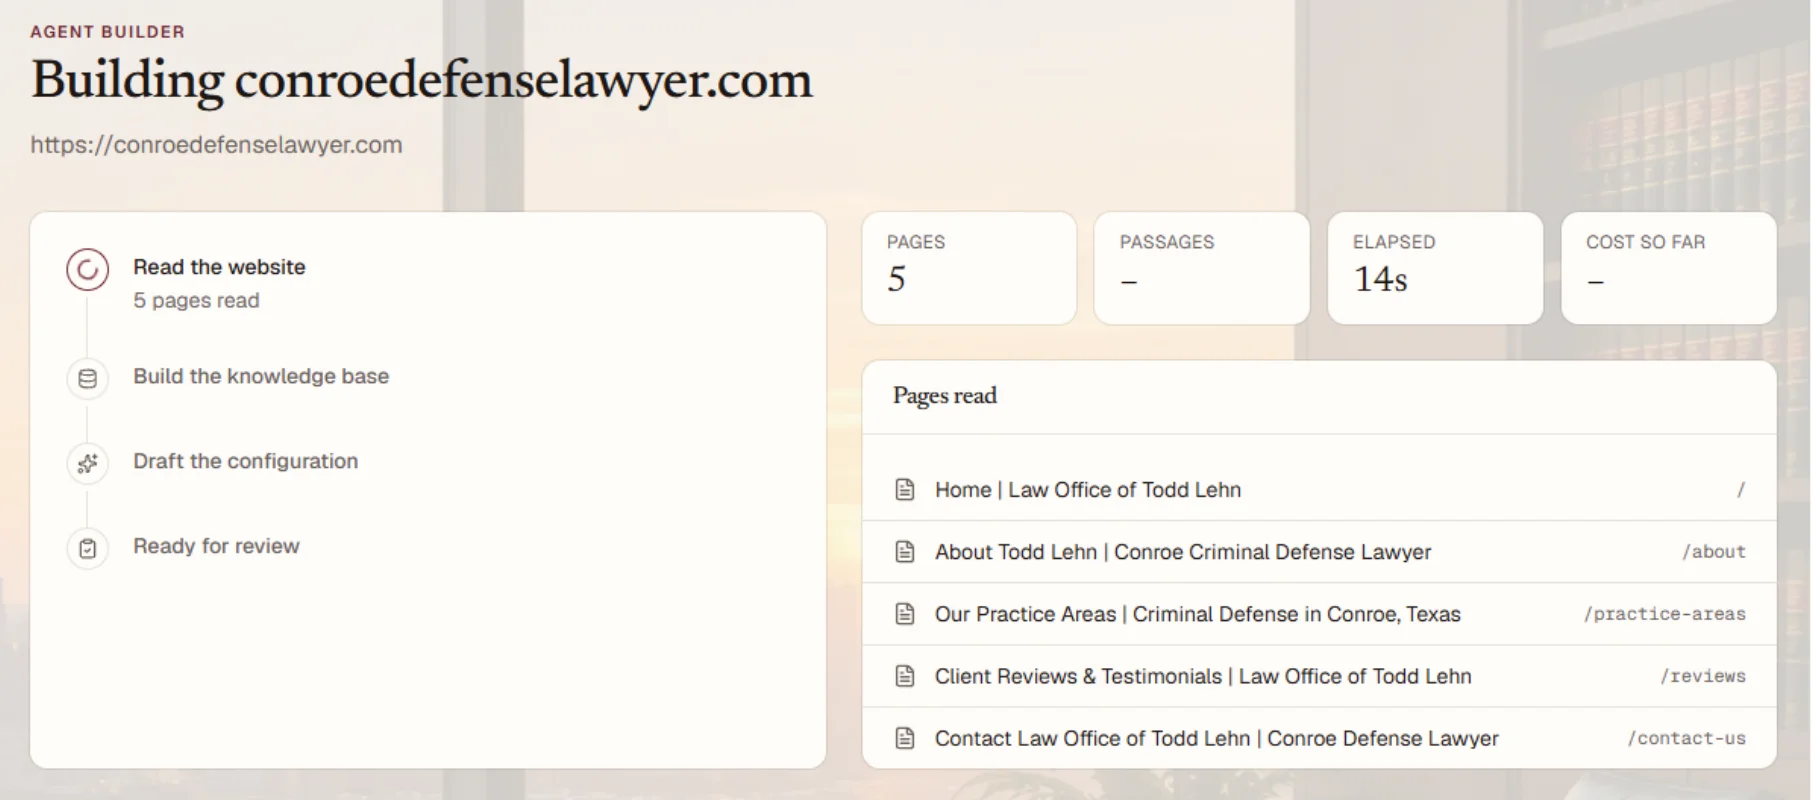 AGENT BUILDER
Building conroedefenselawyer.com
https://conroedefenselawyer.com
Read the website
5 pages read
Build the knowledge base
Draft the configuration
Ready for review
PAGES
5
PASSAGES
–
ELAPSED
14s
COST SO FAR
–
Pages read
Home | Law Office of Todd Lehn /
About Todd Lehn | Conroe Criminal Defense Lawyer /about
Our Practice Areas | Criminal Defense in Conroe, Texas /practice-areas
Client Reviews & Testimonials | Law Office of Todd Lehn /reviews
Contact Law Office of Todd Lehn | Conroe Defense Lawyer /contact-us